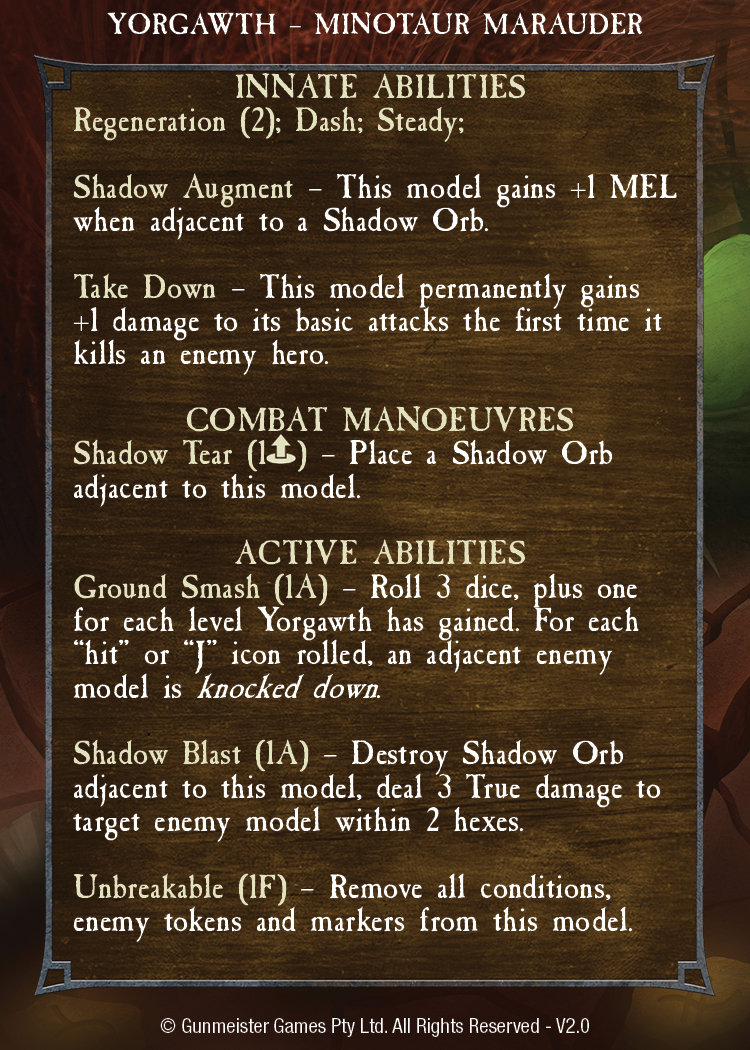 YORGAWTH – MINOTAUR MARAUDER
INNATE ABILITIES
Regeneration (2); Dash; Steady;
Shadow Augment – This model gains +1 MEL
when adjacent to a Shadow Orb.
Take Down – This model permanently gains
+1 damage to its basic attacks the first time it
kills an enemy hero.
COMBAT MANOEUVRES
Shadow Tear (1) – Place a Shadow Orb
adjacent to this model.
ACTIVE ABILITIES
Ground Smash (1A) – Roll 3 dice, plus one
for each level Yorgawth has gained. For each
“hit” or “J” icon rolled, an adjacent enemy
model is knocked down.
Shadow Blast (1A) – Destroy Shadow Orb
adjacent to this model, deal 3 True damage to
target enemy model within 2 hexes.
Unbreakable (1F) – Remove all conditions,
enemy tokens and markers from this model.
© Gunmeister Games Pty Ltd. All Rights Reserved - V2.0